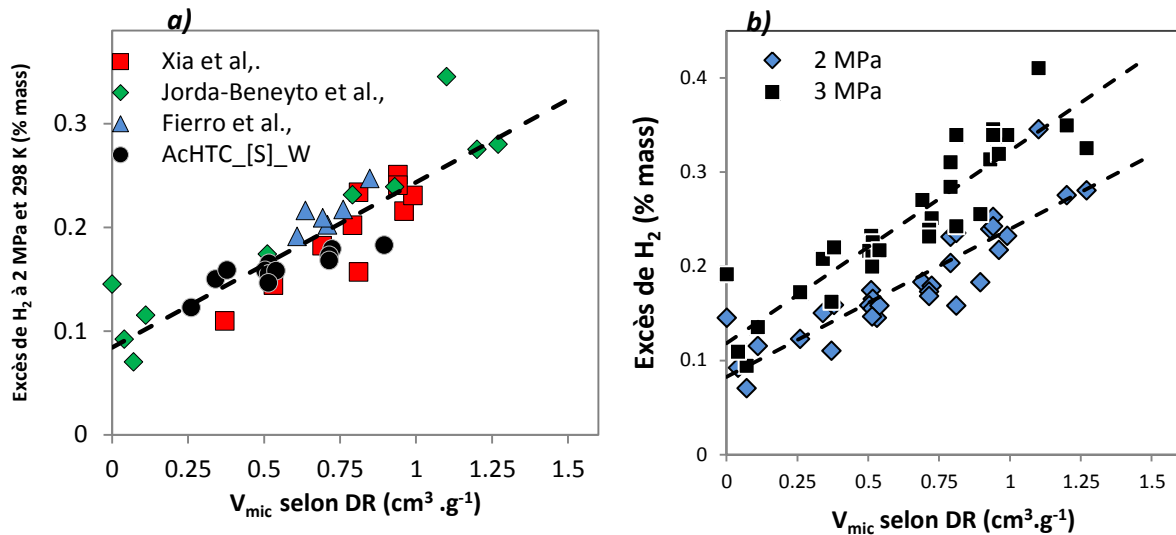 a)
Xia et al,.
Jorda-Beneyto et al.,
Fierro et al.,
AcHTC_[S]_W
Excès de H₂ à 2 MPa et 298 K (% mass)
0.3
0.2
0.1
0
0 0.25 0.5 0.75 1 1.25 1.5
V_mic selon DR (cm³ .g⁻¹)
b)
2 MPa
3 MPa
Excès de H₂ (% mass)
0.4
0.3
0.2
0.1
0
0 0.25 0.5 0.75 1 1.25 1.5
V_mic selon DR (cm³.g⁻¹)